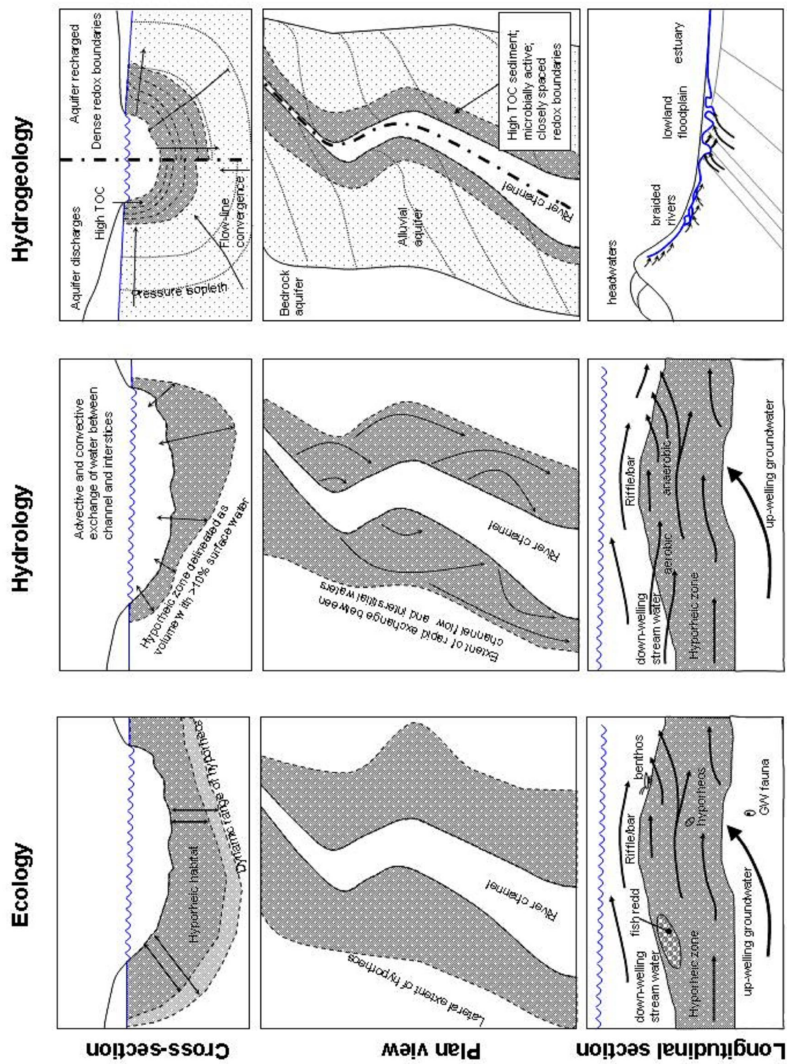 Ecology
Hydrology
Hydrogeology
Cross-section
Hyporheic habitat
Dynamic range of hyporheos
Advective and convective
exchange of water between
channel and interstices
Hyporheic zone delineated as
volume with >10% surface water
Aquifer discharges
Aquifer recharged
High TOC
Dense redox boundaries
Pressure isopleth
Flow-line
convergence
Plan view
Lateral extent of hyporheos
River channel
Extent of rapid exchange between
channel flow and interstitial waters
River channel
Bedrock
aquifer
Alluvial
aquifer
River channel
High TOC
sediment;
microbially active;
closely spaced
redox boundaries
Longitudinal section
down-welling
stream water
fish redd
Riffle/bar
benthos
Hyporheic zone
hyporheos
up-welling groundwater
GW fauna
down-welling
stream water
Riffle/bar
aerobic
anaerobic
Hyporheic zone
up-welling groundwater
headwaters
braided
rivers
lowland
floodplain
estuary